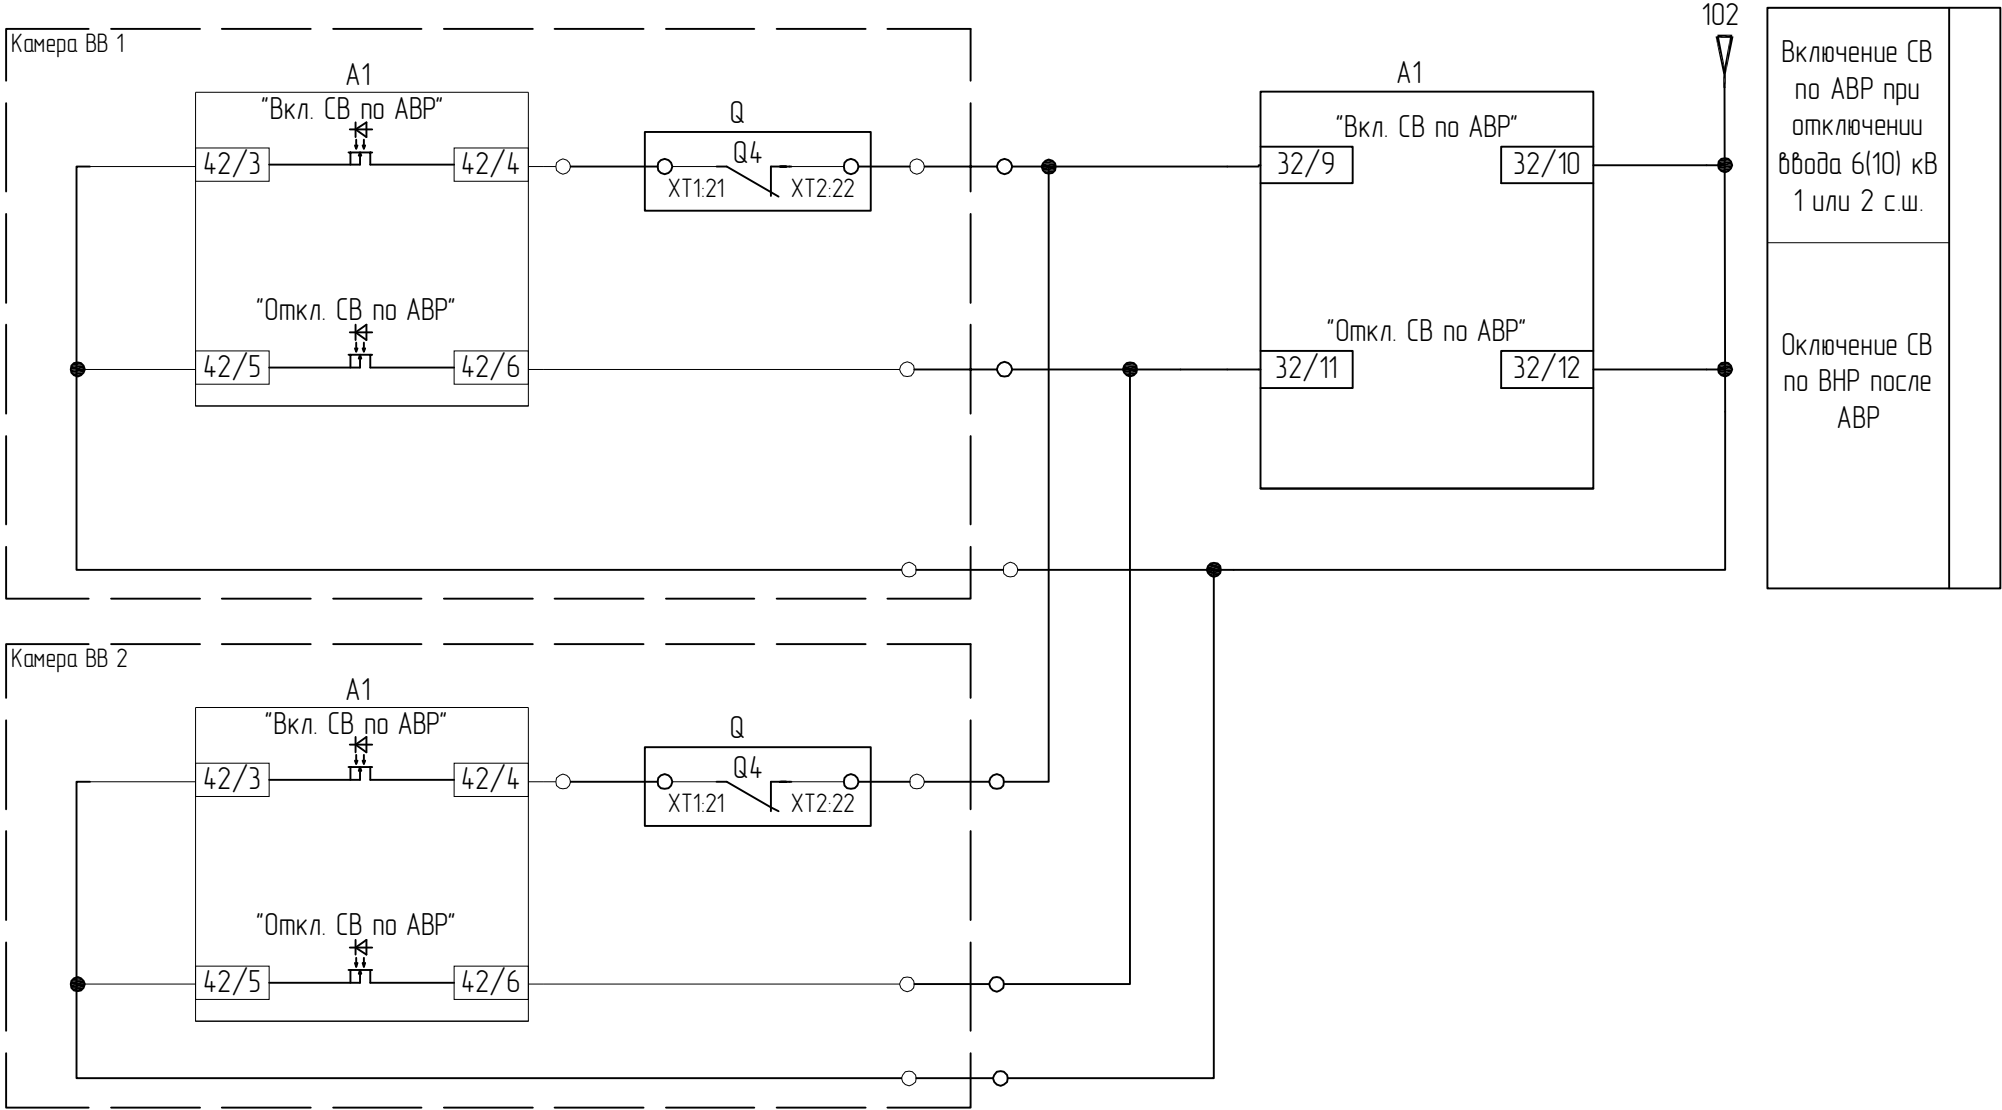 102
Камера ВВ 1
А1
"Вкл. СВ по АВР"
42/3
42/4
Q
Q4
XT1:21
XT2:22
"Откл. СВ по АВР"
42/5
42/6
А1
"Вкл. СВ по АВР"
32/9
32/10
"Откл. СВ по АВР"
32/11
32/12
Включение СВ
по АВР при
отключении
ввода 6(10) кВ
1 или 2 с.ш.
Оключение СВ
по ВНР после
АВР
Камера ВВ 2
А1
"Вкл. СВ по АВР"
42/3
42/4
Q
Q4
XT1:21
XT2:22
"Откл. СВ по АВР"
42/5
42/6